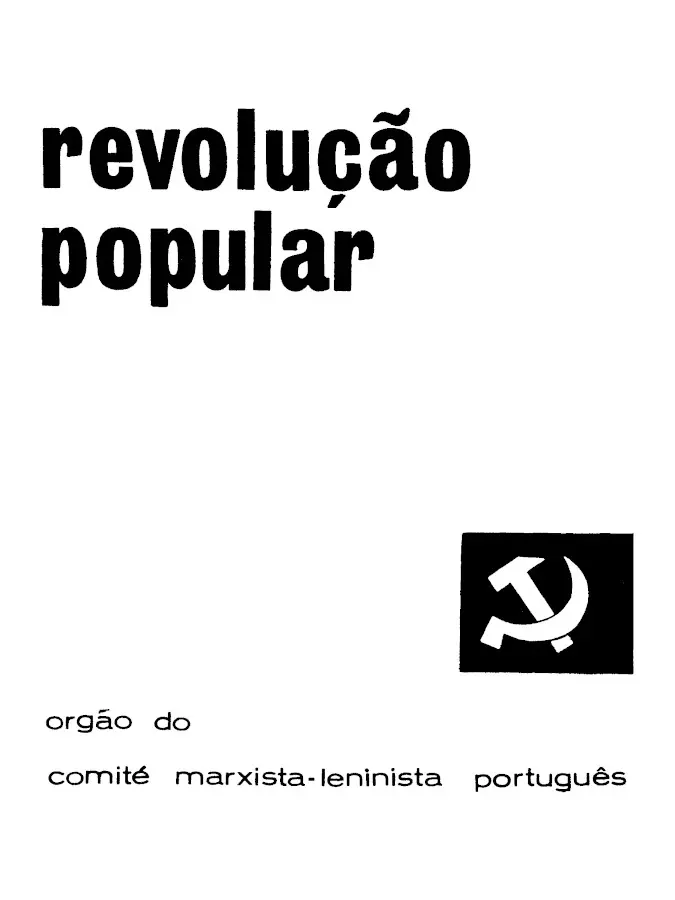 revolução
popular
orgão do
comité marxista-leninista português